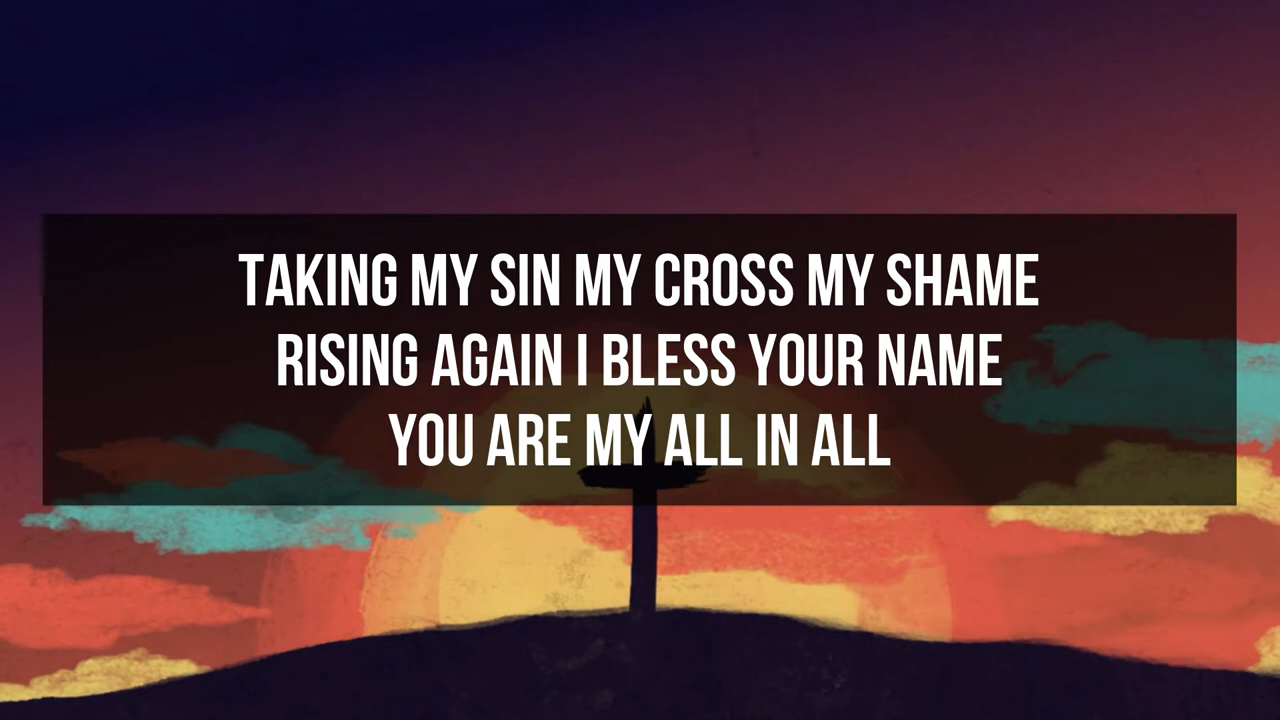 TAKING MY SIN MY CROSS MY SHAME
RISING AGAIN I BLESS YOUR NAME
YOU ARE MY ALL IN ALL